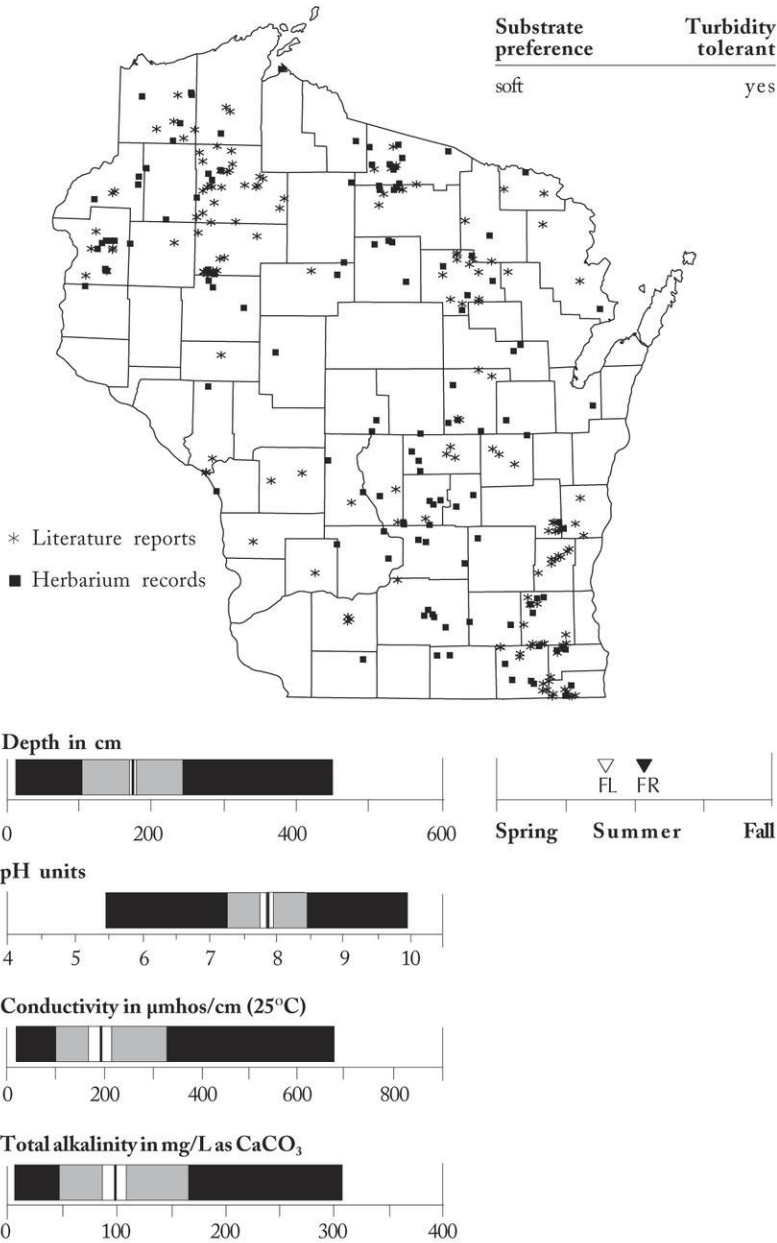 Substrate preference
Turbidity tolerant
soft
yes
* Literature reports
■ Herbarium records
Depth in cm
0 200 400 600
FL FR
Spring Summer Fall
pH units
4 5 6 7 8 9 10
Conductivity in µmhos/cm (25°C)
0 200 400 600 800
Total alkalinity in mg/L as CaCO₃
0 100 200 300 400